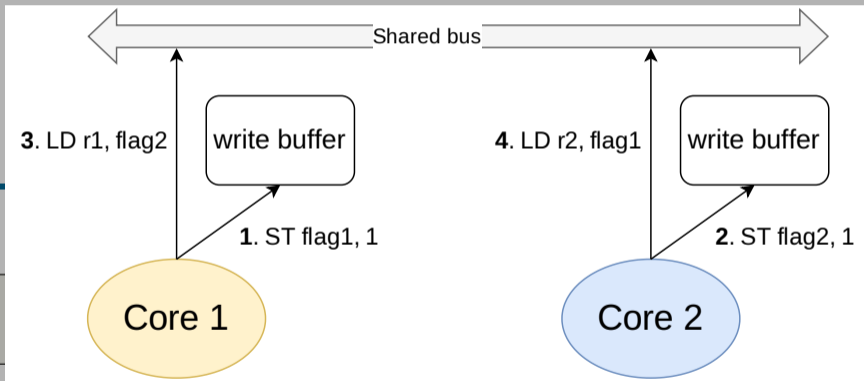 Shared bus
3. LD r1, flag2
write buffer
4. LD r2, flag1
write buffer
1. ST flag1, 1
2. ST flag2, 1
Core 1
Core 2